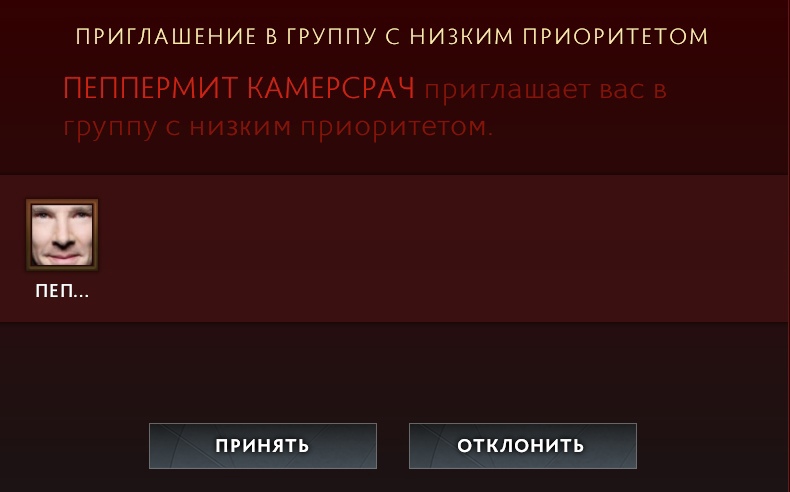 ПРИГЛАШЕНИЕ В ГРУППУ С НИЗКИМ ПРИОРИТЕТОМ
ПЕППЕРМИТ КАМЕРСРАЧ приглашает вас в
группу с низким приоритетом.
ПЕП...
ПРИНЯТЬ
ОТКЛОНИТЬ